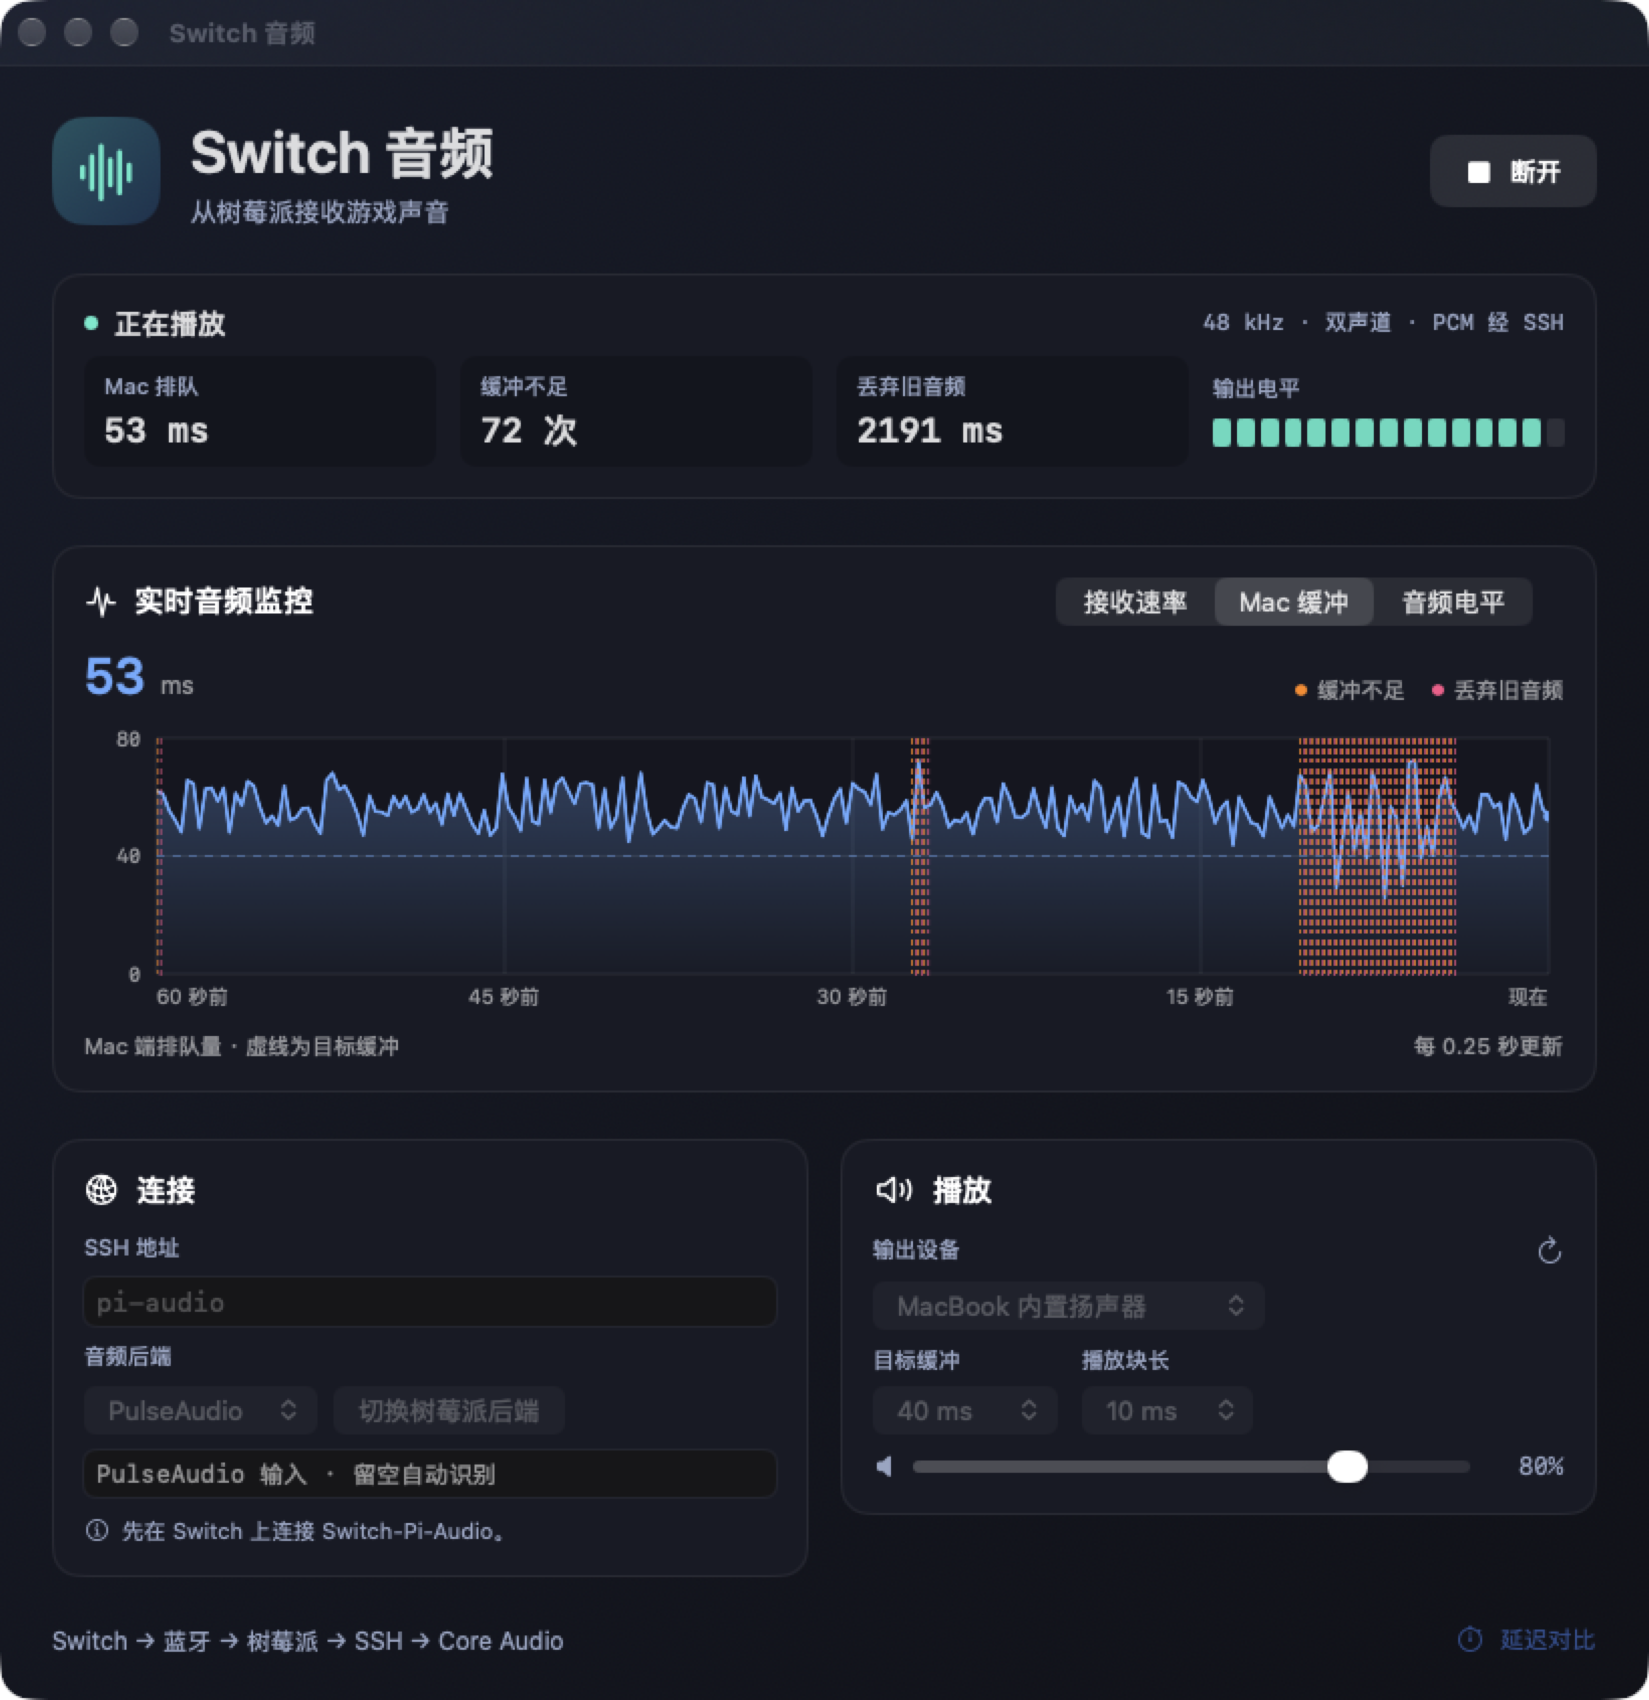 Switch 音频
Switch 音频
从树莓派接收游戏声音
断开
正在播放
48 kHz · 双声道 · PCM 经 SSH
Mac 排队
53 ms
缓冲不足
72 次
丢弃旧音频
2191 ms
输出电平
实时音频监控
接收速率
Mac 缓冲
音频电平
53 ms
缓冲不足
丢弃旧音频
80
40
0
60 秒前
45 秒前
30 秒前
15 秒前
现在
Mac 端排队量 · 虚线为目标缓冲
每 0.25 秒更新
连接
SSH 地址
pi-audio
音频后端
PulseAudio
切换树莓派后端
PulseAudio 输入 · 留空自动识别
先在 Switch 上连接 Switch-Pi-Audio。
播放
输出设备
MacBook 内置扬声器
目标缓冲
播放块长
40 ms
10 ms
80%
Switch → 蓝牙 → 树莓派 → SSH → Core Audio
延迟对比